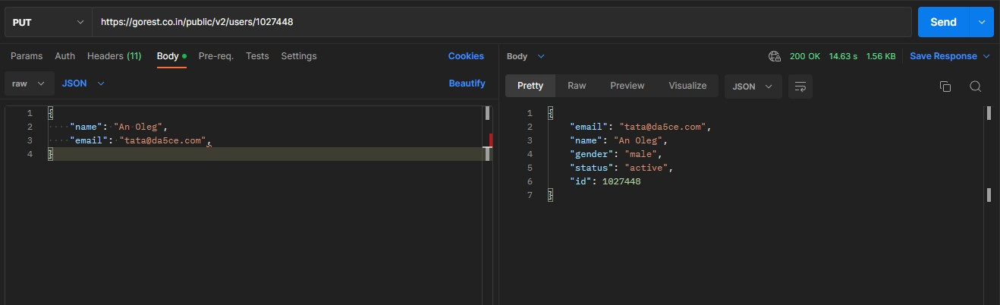 PUT https://gorest.co.in/public/v2/users/1027448 Send
Params Auth Headers (11) Body Pre-req. Tests Settings Cookies
raw JSON Beautify
1 {
2 "name": "An Oleg",
3 "email": "tata@da5ce.com",
4 }
Body 200 OK 14.63 s 1.56 KB Save Response
Pretty Raw Preview Visualize JSON
1 {
2 "email": "tata@da5ce.com",
3 "name": "An Oleg",
4 "gender": "male",
5 "status": "active",
6 "id": 1027448
7 }